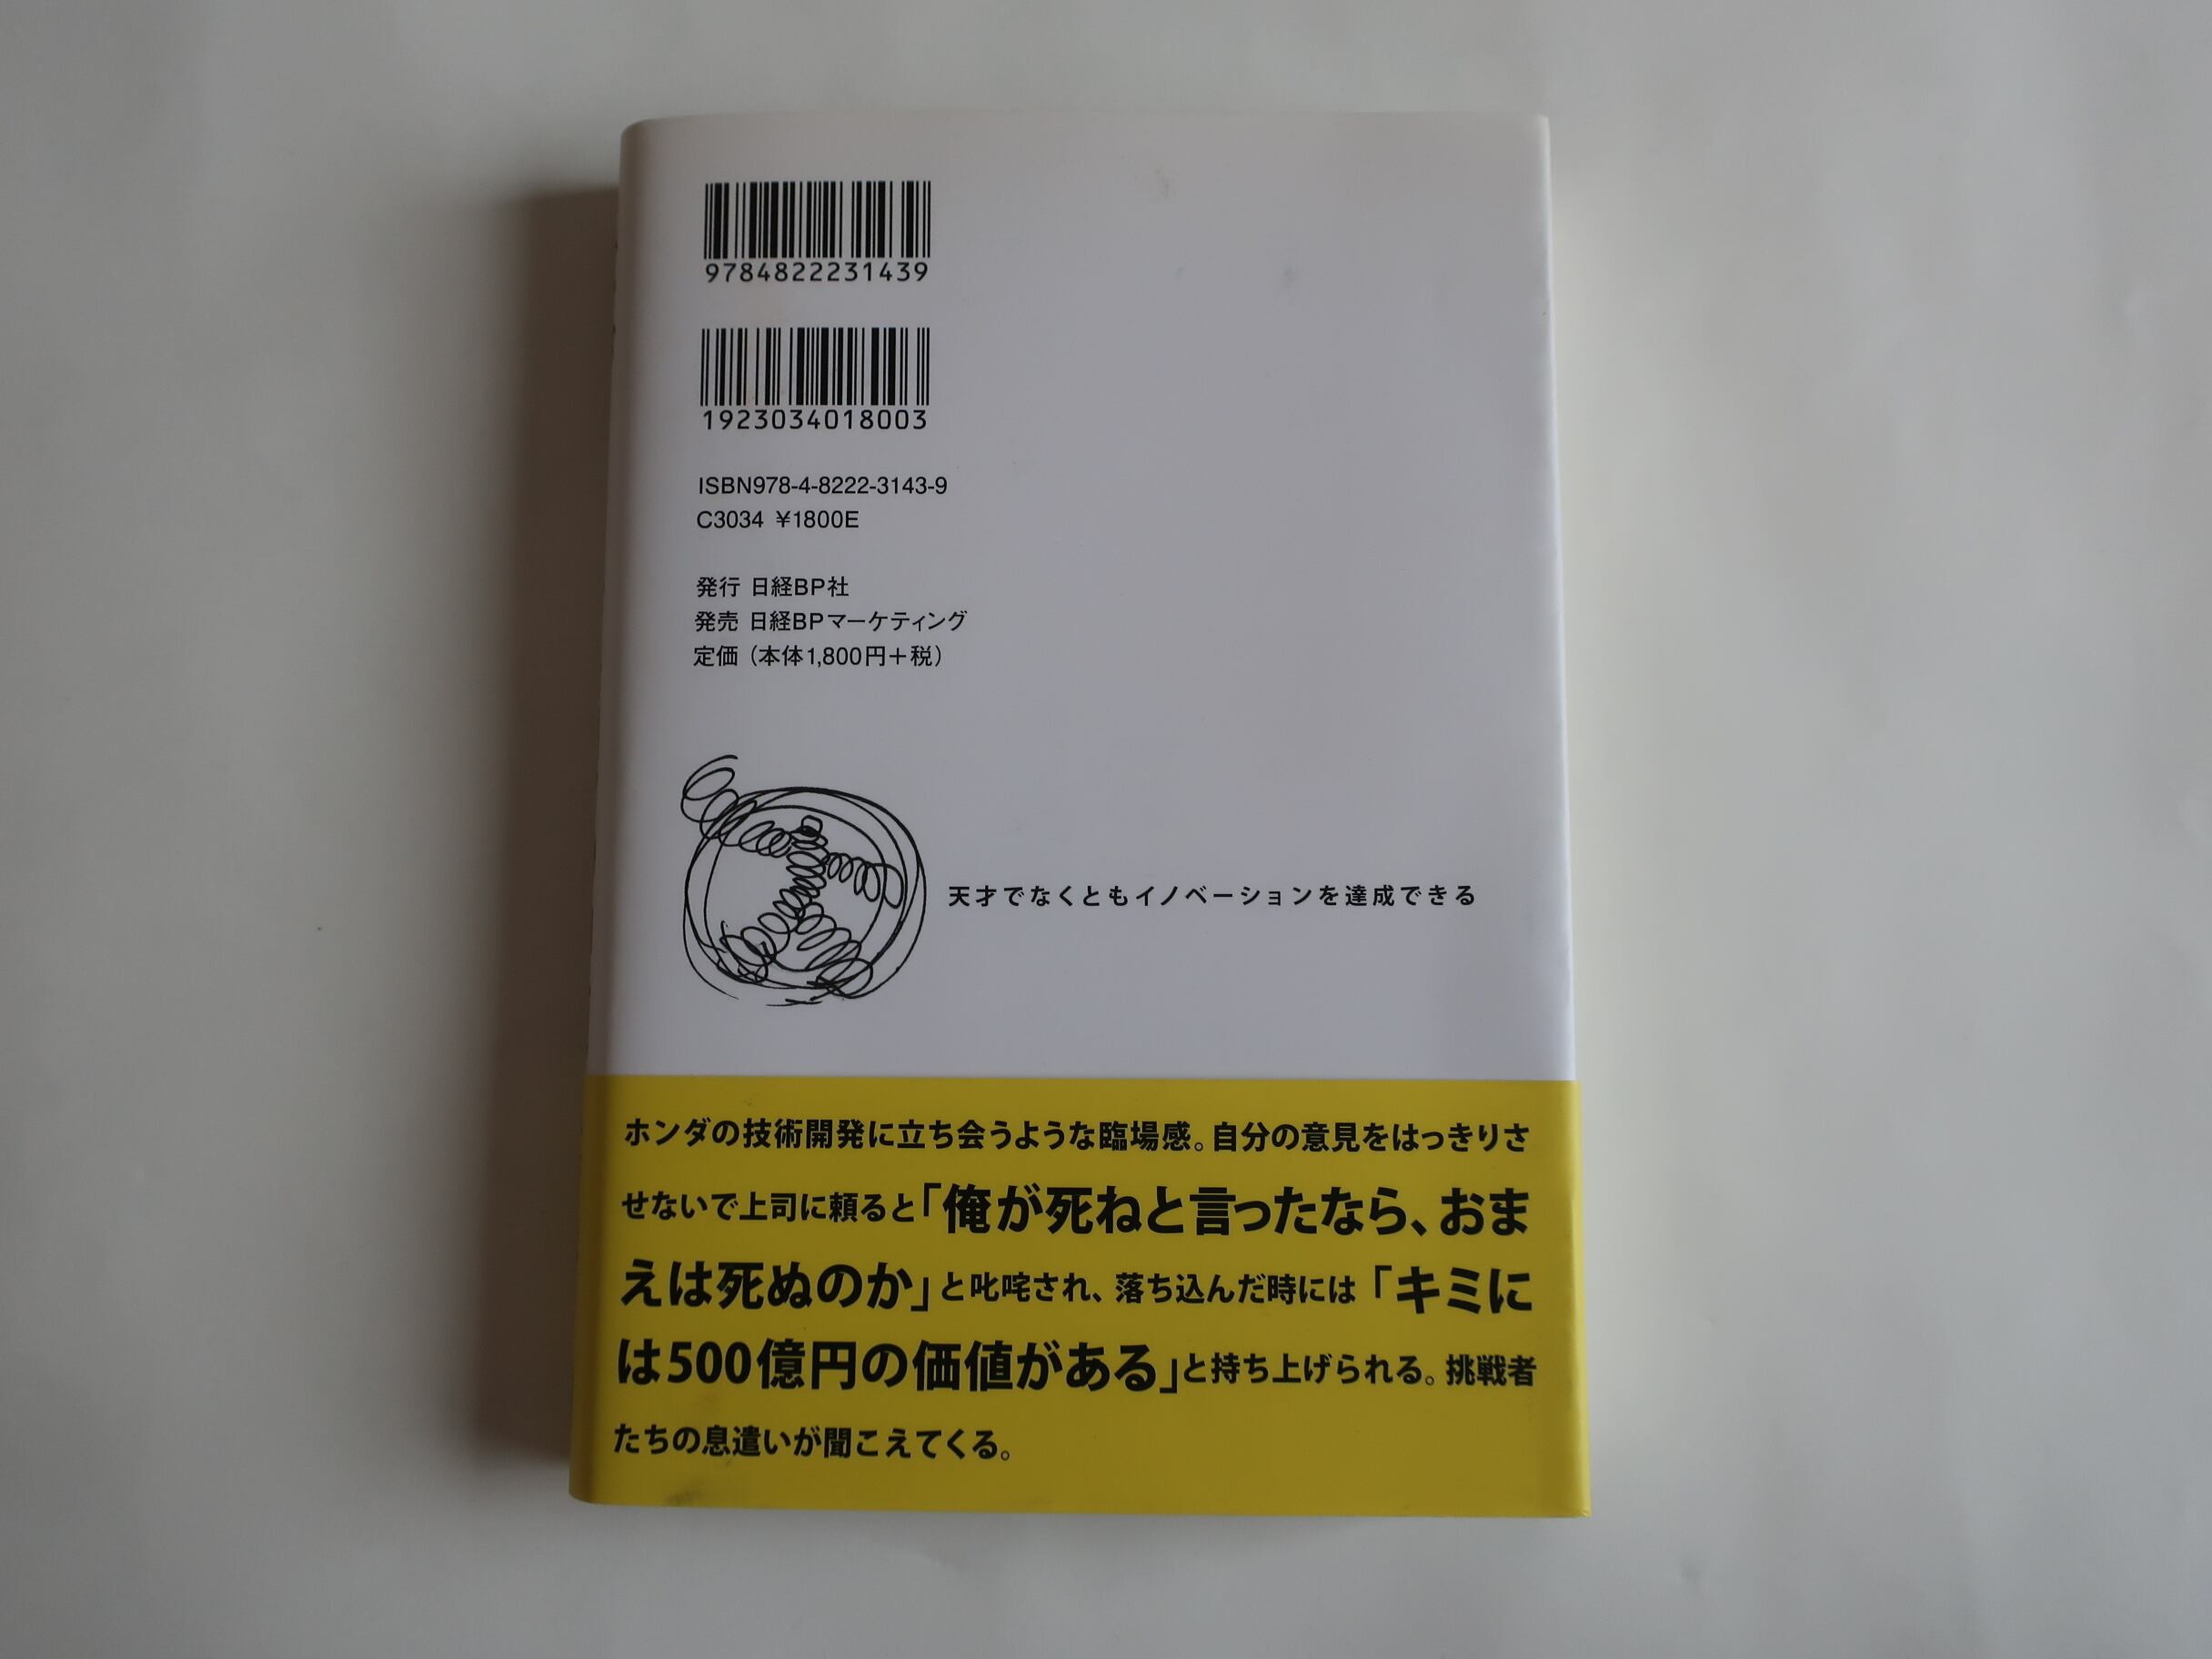 9784822231439
1923034018003
ISBN978-4-8222-3143-9
C3034 ¥1800E
発行 日経BP社
発売 日経BPマーケティング
定価（本体1,800円＋税）
天才でなくともイノベーションを達成できる
ホンダの技術開発に立ち会うような臨場感。自分の意見をはっきりさ
せないで上司に頼ると「俺が死ねと言ったなら、おま
えは死ぬのか」と叱咤され、落ち込んだ時には「キミに
は500億円の価値がある」と持ち上げられる。挑戦者
たちの息遣いが聞こえてくる。